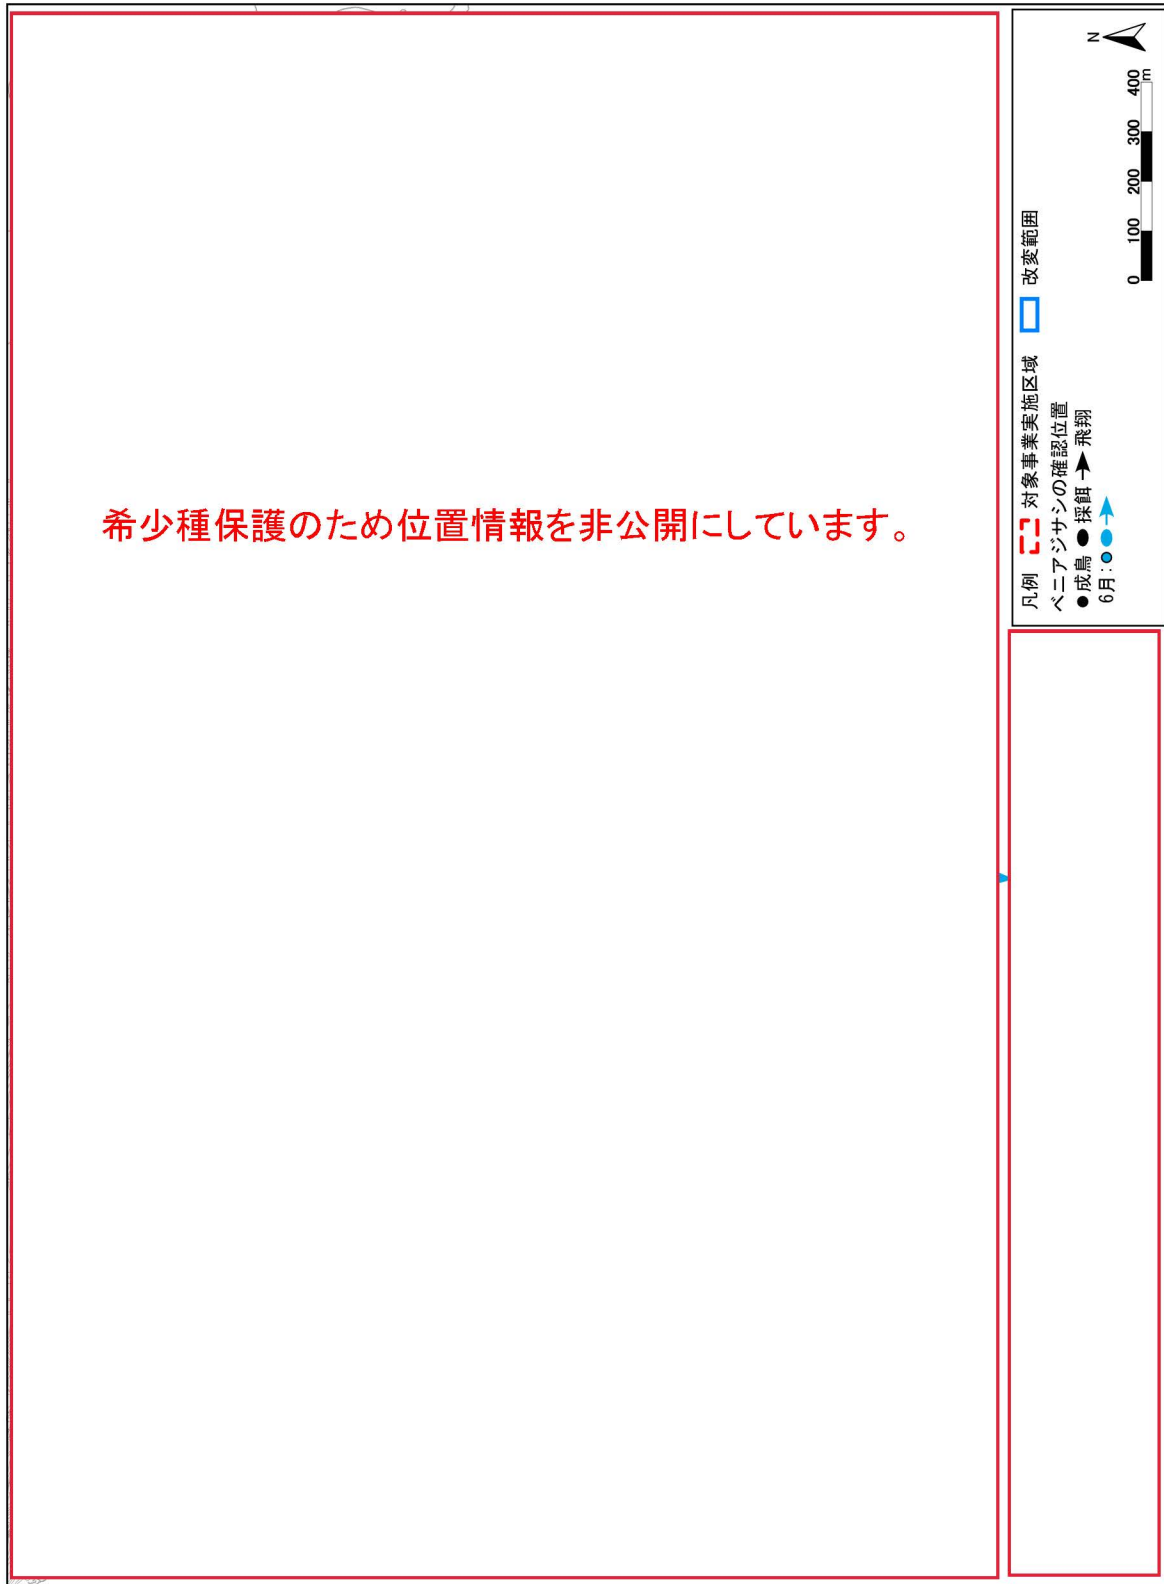 希少種保護のため位置情報を非公開にしています。
凡例 対象事業実施区域 改変範囲
ベニアジサシの確認位置
成鳥 採餌 飛翔
6月:
0 100 200 300 400
m
N